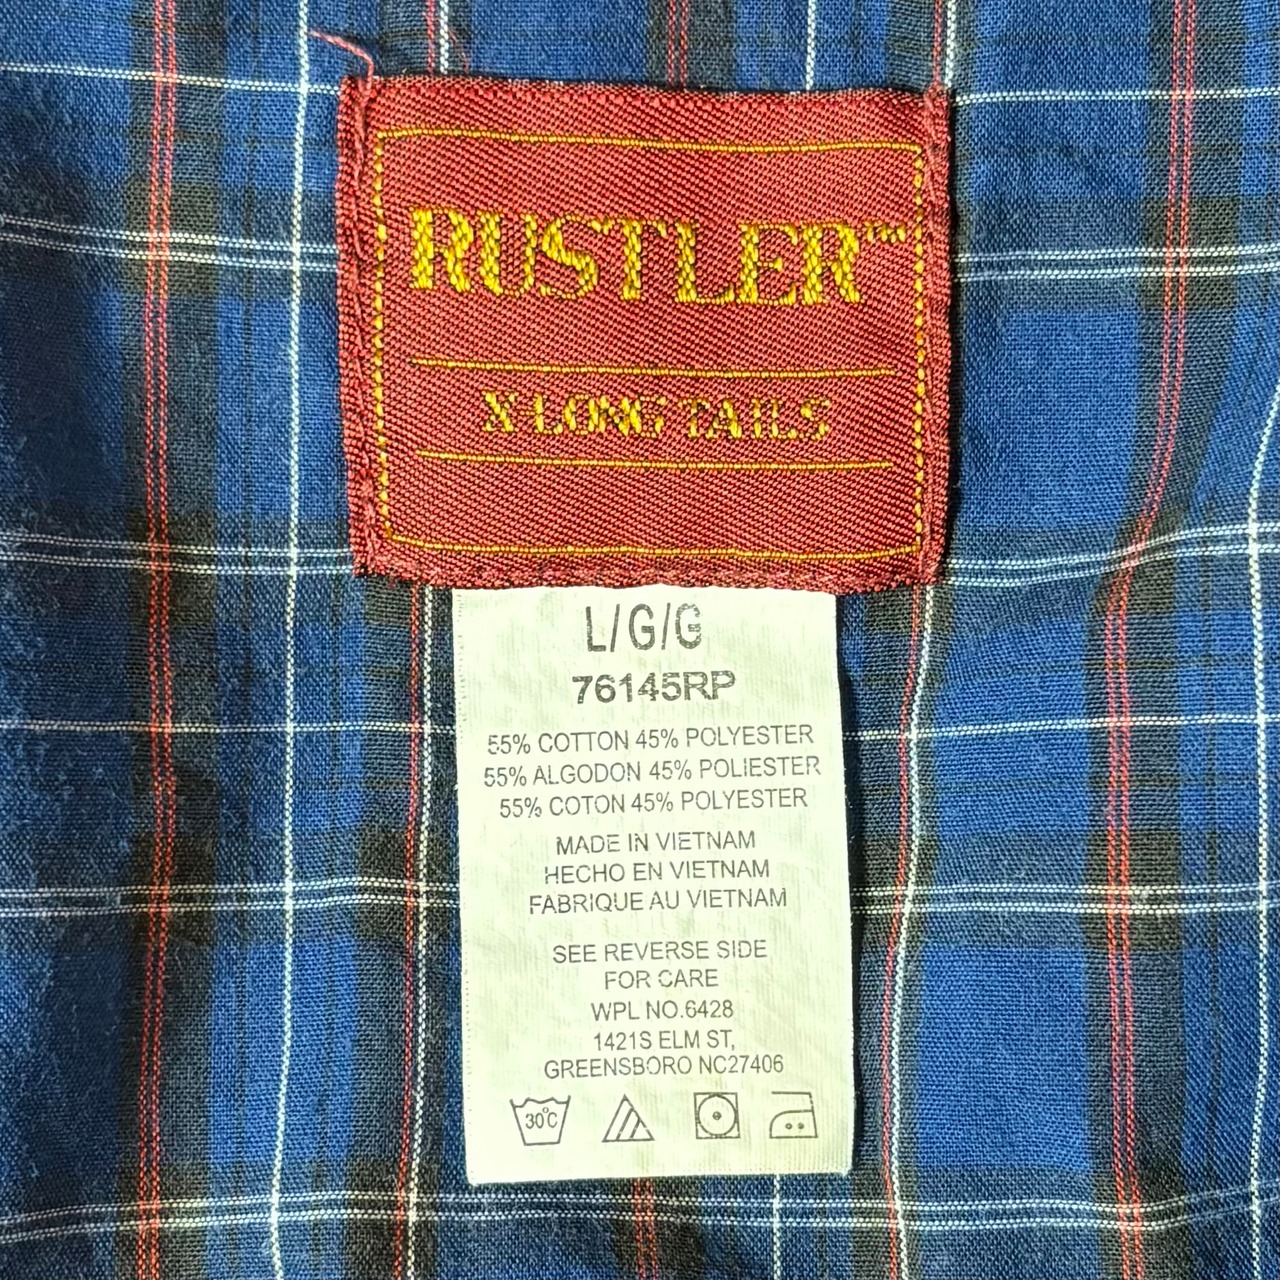 RUSTLER™
X-LONG TAILS
L/G/G
76145RP
55% COTTON 45% POLYESTER
55% ALGODON 45% POLIESTER
55% COTON 45% POLYESTER
MADE IN VIETNAM
HECHO EN VIETNAM
FABRIQUE AU VIETNAM
SEE REVERSE SIDE
FOR CARE
WPL NO.6428
1421S ELM ST,
GREENSBORO NC27406
30°C